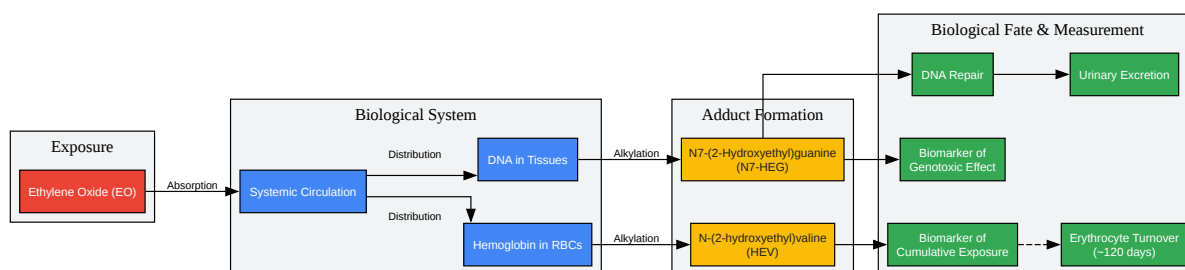 Exposure
Ethylene Oxide (EO)
Absorption
Biological System
Systemic Circulation
Distribution
Distribution
DNA in Tissues
Hemoglobin in RBCs
Alkylation
Alkylation
Adduct Formation
N7-(2-Hydroxyethyl)guanine
(N7-HEG)
N-(2-hydroxyethyl)valine
(HEV)
Biological Fate & Measurement
DNA Repair
Urinary Excretion
Biomarker of
Genotoxic Effect
Biomarker of
Cumulative Exposure
Erythrocyte Turnover
(~120 days)